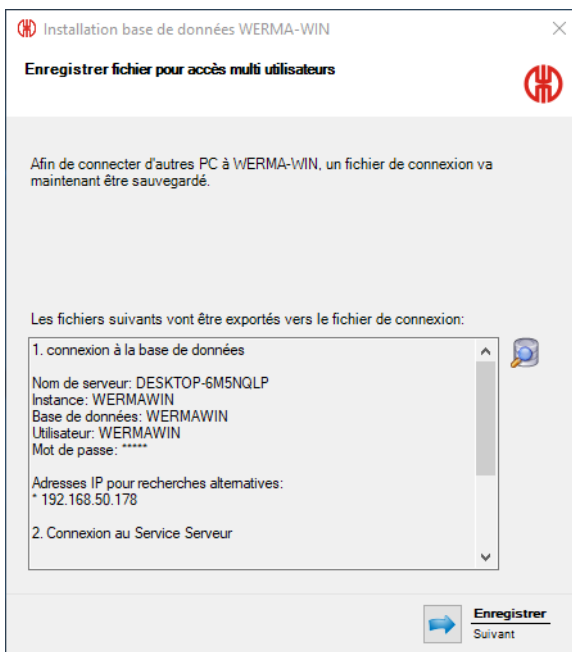 Installation base de données WERMA-WIN
Enregistrer fichier pour accès multi utilisateurs
Afin de connecter d'autres PC à WERMA-WIN, un fichier de connexion va
maintenant être sauvegardé.
Les fichiers suivants vont être exportés vers le fichier de connexion:
1. connexion à la base de données
Nom de serveur: DESKTOP-6M5NQLP
Instance: WERMAWIN
Base de données: WERMAWIN
Utilisateur: WERMAWIN
Mot de passe: *****
Adresses IP pour recherches alternatives:
* 192.168.50.178
2. Connexion au Service Serveur
Enregistrer
Suivant